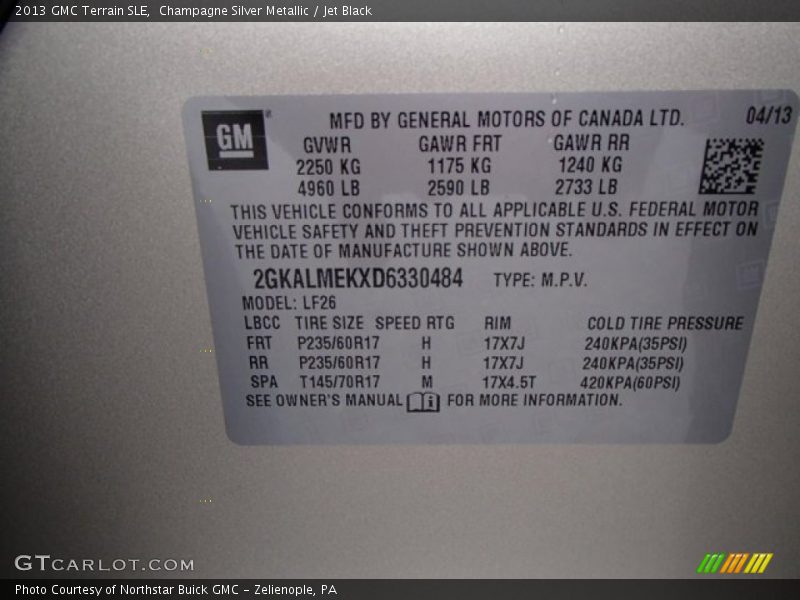 2013 GMC Terrain SLE,  Champagne Silver Metallic / Jet Black
GM
MFD BY GENERAL MOTORS OF CANADA LTD. 04/13
GVWR GAWR FRT GAWR RR
2250 KG 1175 KG 1240 KG
4960 LB 2590 LB 2733 LB
THIS VEHICLE CONFORMS TO ALL APPLICABLE U.S. FEDERAL MOTOR
VEHICLE SAFETY AND THEFT PREVENTION STANDARDS IN EFFECT ON
THE DATE OF MANUFACTURE SHOWN ABOVE.
2GKALMEKXD6330484 TYPE: M.P.V.
MODEL: LF26
LBCC TIRE SIZE SPEED RTG RIM COLD TIRE PRESSURE
FRT P235/60R17 H 17X7J 240KPA(35PSI)
RR P235/60R17 H 17X7J 240KPA(35PSI)
SPA T145/70R17 M 17X4.5T 420KPA(60PSI)
SEE OWNER'S MANUAL FOR MORE INFORMATION.
GTCARLOT.COM
Photo Courtesy of Northstar Buick GMC - Zelienople, PA